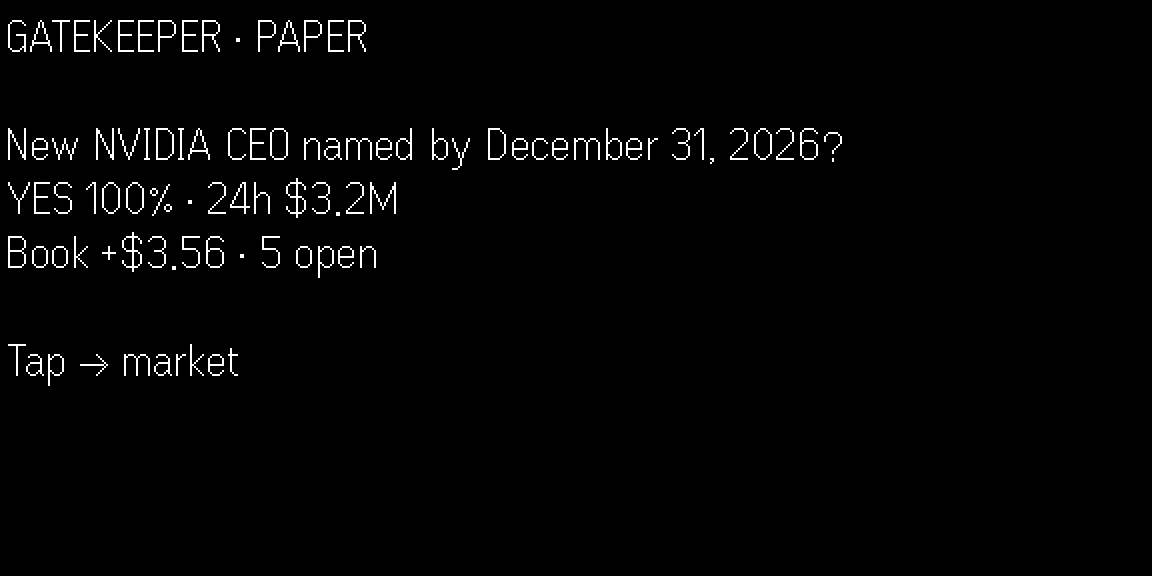 GATEKEEPER · PAPER
New NVIDIA CEO named by December 31, 2026?
YES 100% · 24h $3.2M
Book +$3.56 · 5 open
Tap → market